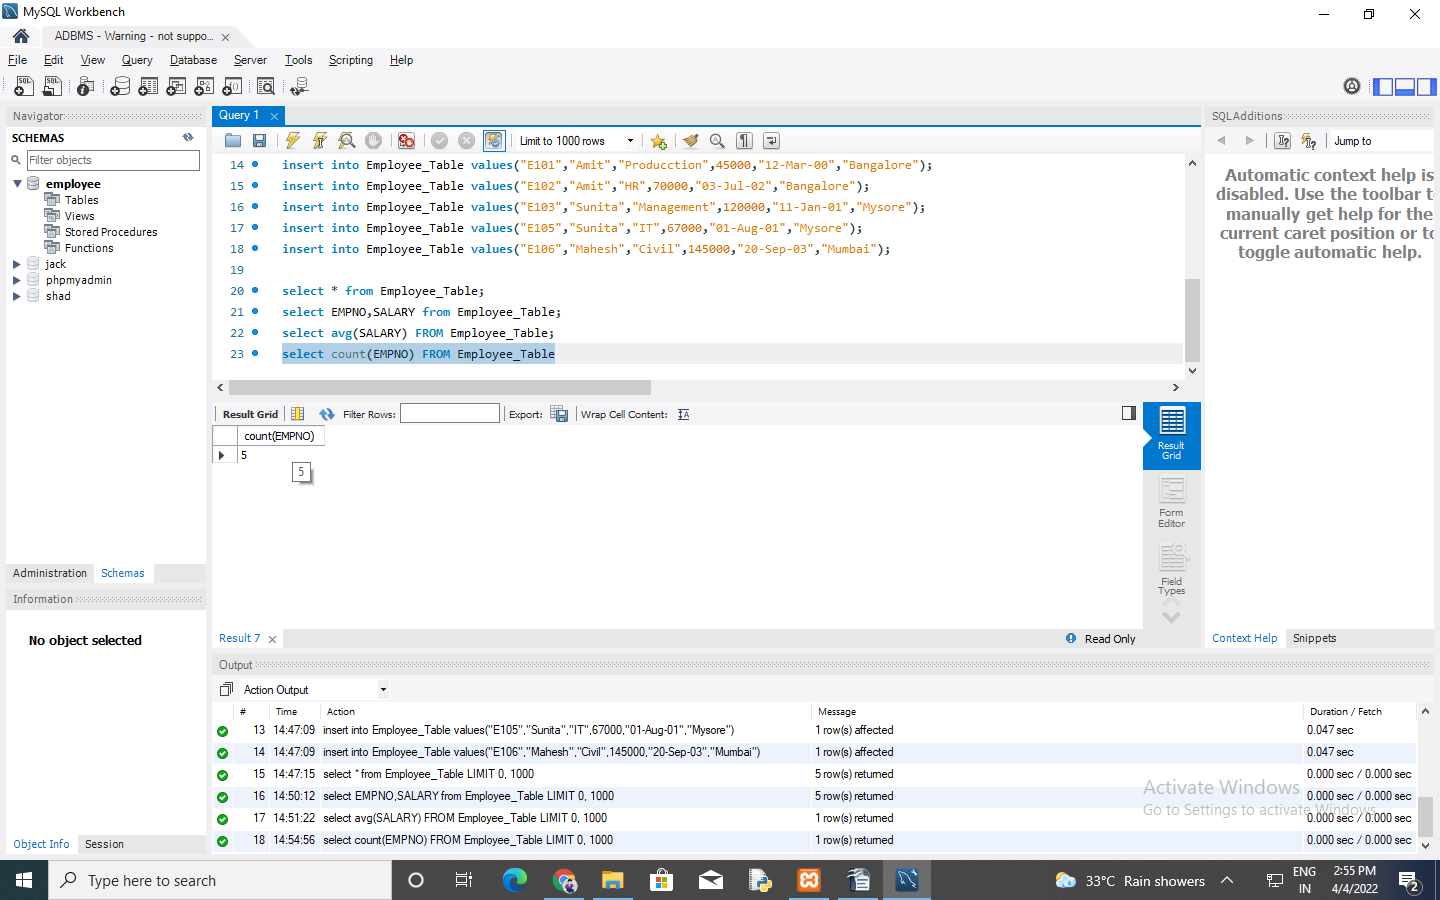 MySQL Workbench
ADBMS - Warning - not suppo...
File Edit View Query Database Server Tools Scripting Help
Navigator
SCHEMAS
Filter objects
employee
Tables
Views
Stored Procedures
Functions
jack
phpmyadmin
shad
Administration Schemas
Information
No object selected
Object Info Session
Query 1
Limit to 1000 rows
14 insert into Employee_Table values("E101","Amit","Producction",45000,"12-Mar-00","Bangalore");
15 insert into Employee_Table values("E102","Amit","HR",70000,"03-Jul-02","Bangalore");
16 insert into Employee_Table values("E103","Sunita","Management",120000,"11-Jan-01","Mysore");
17 insert into Employee_Table values("E105","Sunita","IT",67000,"01-Aug-01","Mysore");
18 insert into Employee_Table values("E106","Mahesh","Civil",145000,"20-Sep-03","Mumbai");
19
20 select * from Employee_Table;
21 select EMPNO,SALARY from Employee_Table;
22 select avg(SALARY) FROM Employee_Table;
23 select count(EMPNO) FROM Employee_Table
Result Grid Filter Rows: Export: Wrap Cell Content:
count(EMPNO)
5
5
Result
Grid
Form
Editor
Field
Types
Result 7
Read Only
SQLAdditions
Jump to
Automatic context help is
disabled. Use the toolbar t
manually get help for the
current caret position or to
toggle automatic help.
Context Help Snippets
Output
Action Output
# Time Action Message Duration / Fetch
13 14:47:09 insert into Employee_Table values("E105","Sunita","IT",67000,"01-Aug-01","Mysore") 1 row(s) affected 0.047 sec
14 14:47:09 insert into Employee_Table values("E106","Mahesh","Civil",145000,"20-Sep-03","Mumbai") 1 row(s) affected 0.047 sec
15 14:47:15 select * from Employee_Table LIMIT 0, 1000 5 row(s) returned 0.000 sec / 0.000 sec
16 14:50:12 select EMPNO,SALARY from Employee_Table LIMIT 0, 1000 5 row(s) returned 0.000 sec / 0.000 sec
17 14:51:22 select avg(SALARY) FROM Employee_Table LIMIT 0, 1000 1 row(s) returned 0.000 sec / 0.000 sec
18 14:54:56 select count(EMPNO) FROM Employee_Table LIMIT 0, 1000 1 row(s) returned 0.000 sec / 0.000 sec
Activate Windows
Go to Settings to activate Windows.
Type here to search
33°C Rain showers
ENG
IN
2:55 PM
4/4/2022
2